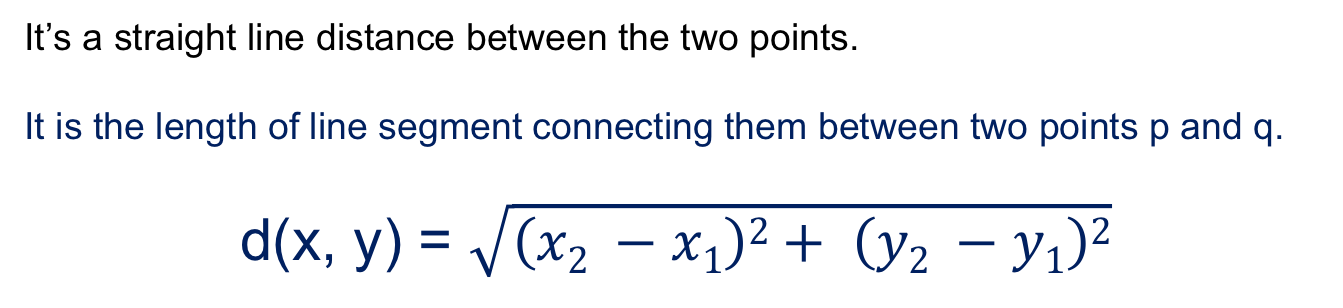 It’s a straight line distance between the two points.
It is the length of line segment connecting them between two points p and q.
d(x, y) = √(x₂ − x₁)² + (y₂ − y₁)²